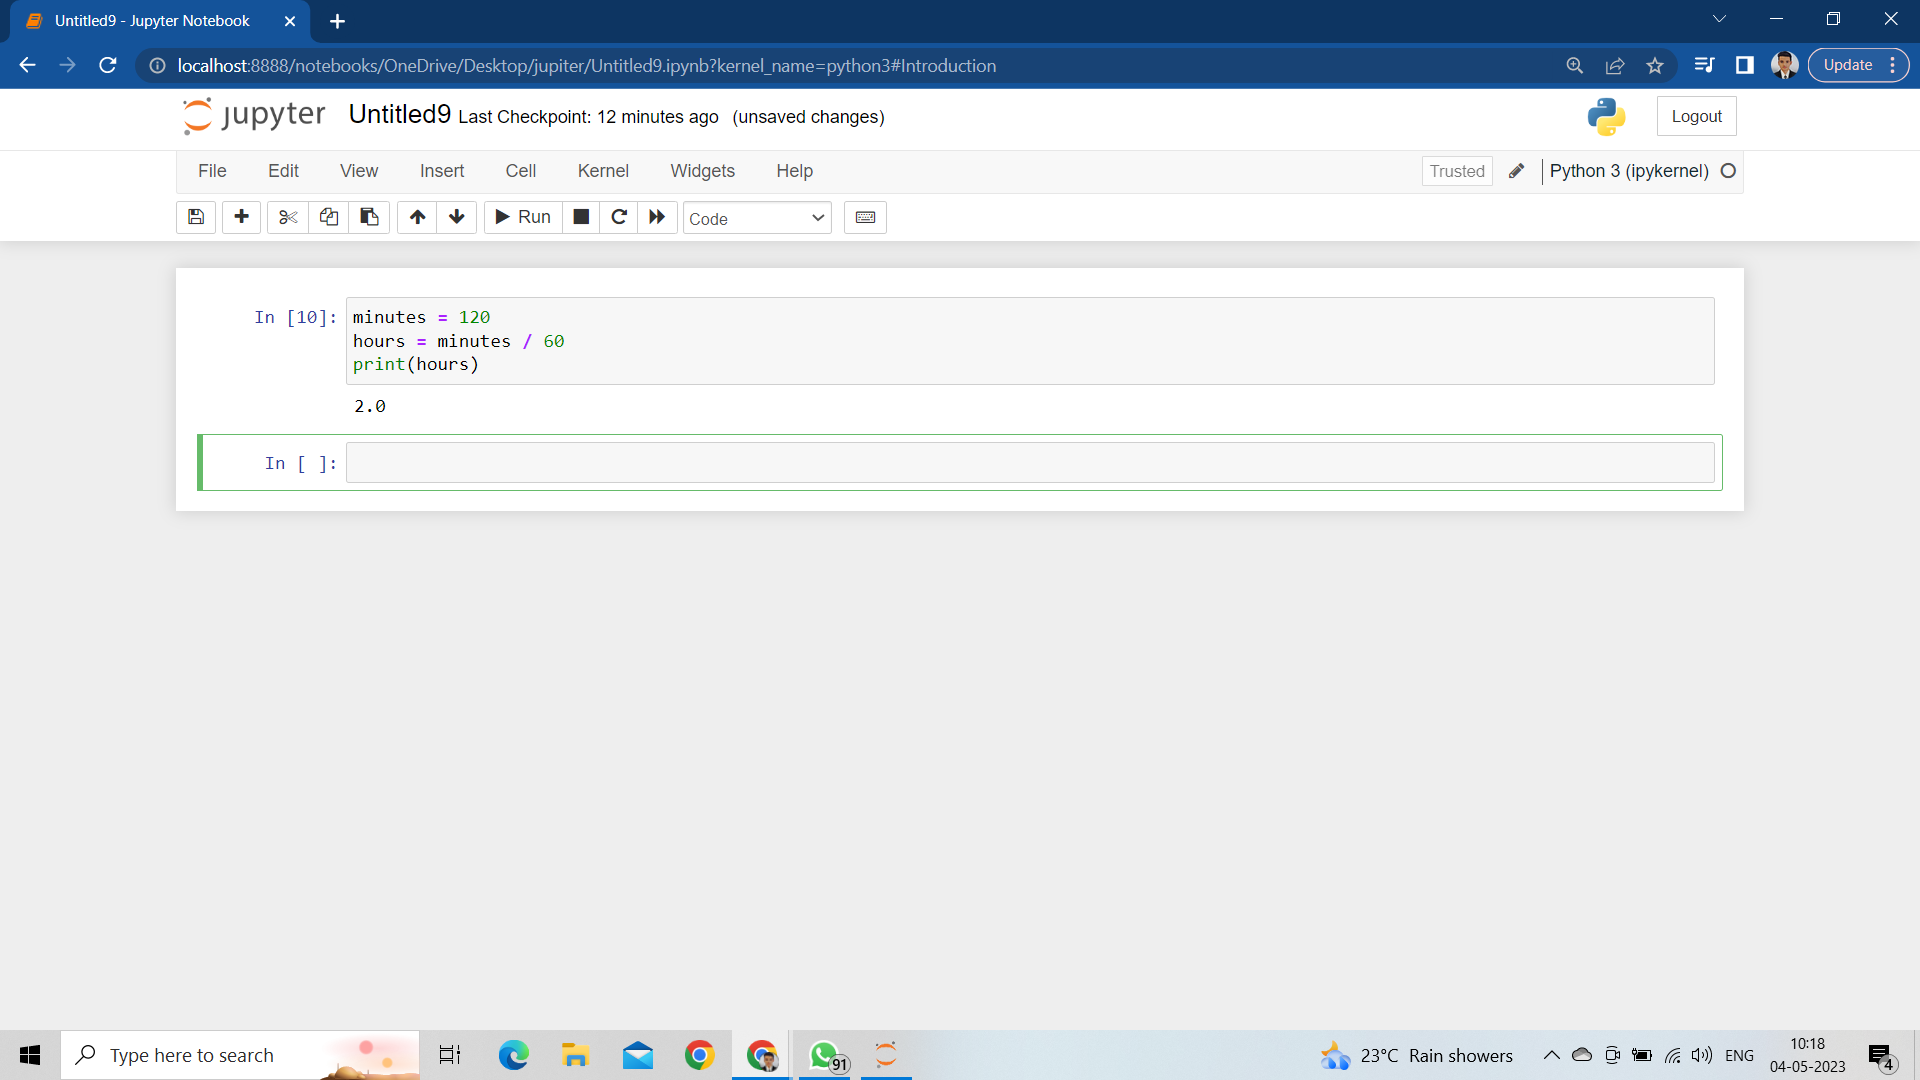 Untitled9 - Jupyter Notebook
localhost:8888/notebooks/OneDrive/Desktop/jupiter/Untitled9.ipynb?kernel_name=python3#Introduction
Update
jupyter Untitled9 Last Checkpoint: 12 minutes ago (unsaved changes)
Logout
File Edit View Insert Cell Kernel Widgets Help
Trusted Python 3 (ipykernel)
Run Code
In [10]: minutes = 120
hours = minutes / 60
print(hours)
2.0
In [ ]:
Type here to search
91
23°C Rain showers
ENG
10:18
04-05-2023
4